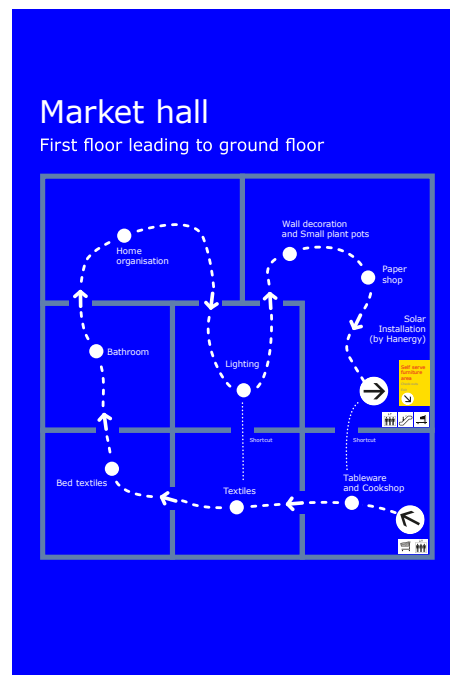 Market hall
First floor leading to ground floor
Wall decoration
and Small plant pots
Home
organisation
Paper
shop
Solar
Installation
(by Hanergy)
Bathroom
Lighting
Self serve
furniture
area
Shortcut
Shortcut
Bed textiles
Textiles
Tableware
and Cookshop